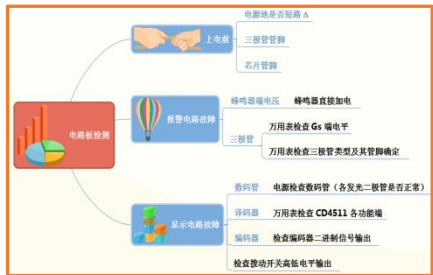 电路板检测
上电前
电源地是否短路 A
三极管管脚
芯片管脚
报警电路故障
蜂鸣器端电压 蜂鸣器直接加电
三极管
万用表检查 Gs 端电平
万用表检查三极管类型及其管脚确定
显示电路故障
数码管 电源检查数码管（各发光二极管是否正常）
译码器 万用表检查 CD4511 各功能端
编码器 检查编码器二进制信号输出
检查拨动开关高低电平输出